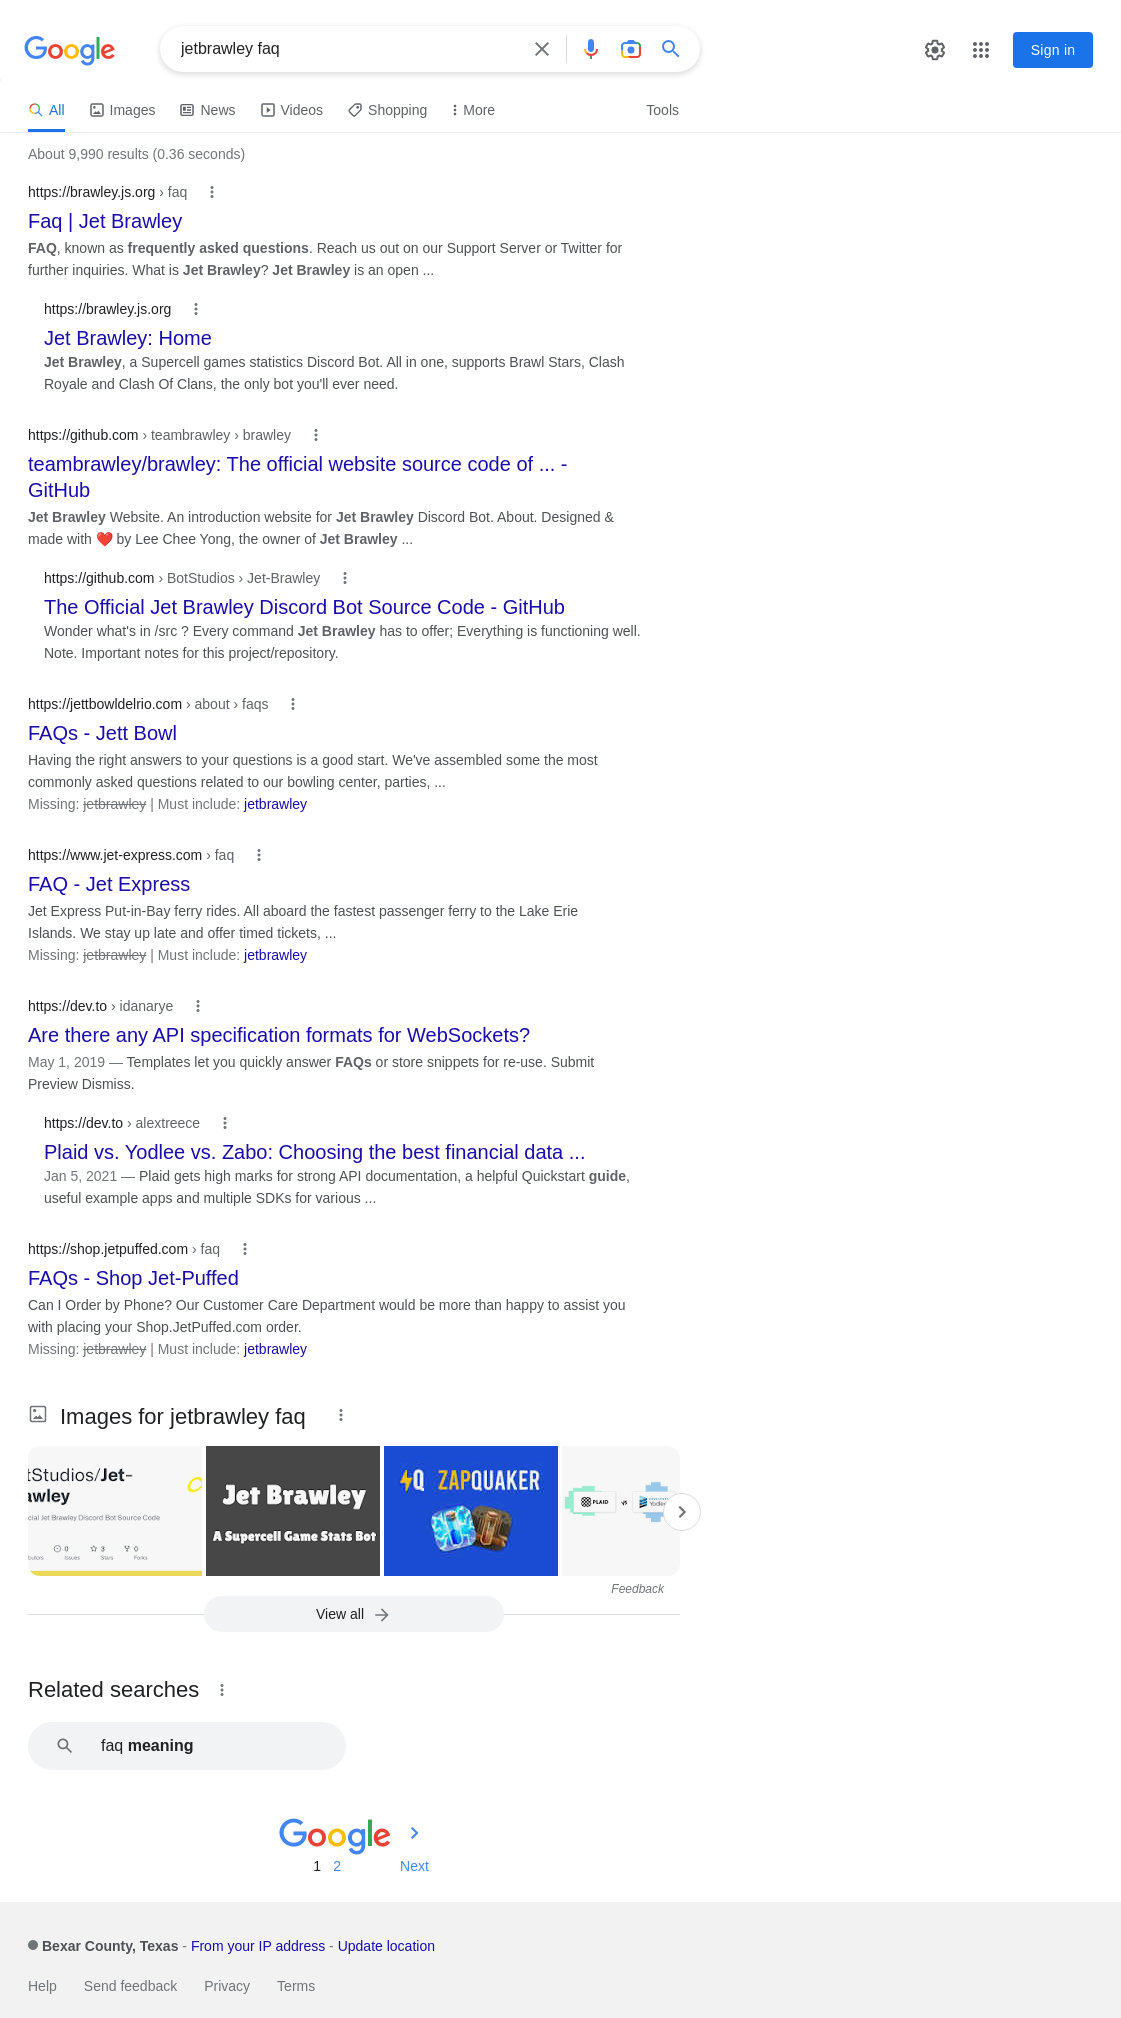 Google
jetbrawley faq
Sign in
All
Images
News
Videos
Shopping
More
Tools
About 9,990 results (0.36 seconds)
https://brawley.js.org › faq
Faq | Jet Brawley
FAQ, known as frequently asked questions. Reach us out on our Support Server or Twitter for
further inquiries. What is Jet Brawley? Jet Brawley is an open ...
https://brawley.js.org
Jet Brawley: Home
Jet Brawley, a Supercell games statistics Discord Bot. All in one, supports Brawl Stars, Clash
Royale and Clash Of Clans, the only bot you'll ever need.
https://github.com › teambrawley › brawley
teambrawley/brawley: The official website source code of ... -
GitHub
Jet Brawley Website. An introduction website for Jet Brawley Discord Bot. About. Designed &
made with ❤️ by Lee Chee Yong, the owner of Jet Brawley ...
https://github.com › BotStudios › Jet-Brawley
The Official Jet Brawley Discord Bot Source Code - GitHub
Wonder what's in /src ? Every command Jet Brawley has to offer; Everything is functioning well.
Note. Important notes for this project/repository.
https://jettbowldelrio.com › about › faqs
FAQs - Jett Bowl
Having the right answers to your questions is a good start. We've assembled some the most
commonly asked questions related to our bowling center, parties, ...
Missing: jetbrawley | Must include: jetbrawley
https://www.jet-express.com › faq
FAQ - Jet Express
Jet Express Put-in-Bay ferry rides. All aboard the fastest passenger ferry to the Lake Erie
Islands. We stay up late and offer timed tickets, ...
Missing: jetbrawley | Must include: jetbrawley
https://dev.to › idanarye
Are there any API specification formats for WebSockets?
May 1, 2019 — Templates let you quickly answer FAQs or store snippets for re-use. Submit
Preview Dismiss.
https://dev.to › alextreece
Plaid vs. Yodlee vs. Zabo: Choosing the best financial data ...
Jan 5, 2021 — Plaid gets high marks for strong API documentation, a helpful Quickstart guide,
useful example apps and multiple SDKs for various ...
https://shop.jetpuffed.com › faq
FAQs - Shop Jet-Puffed
Can I Order by Phone? Our Customer Care Department would be more than happy to assist you
with placing your Shop.JetPuffed.com order.
Missing: jetbrawley | Must include: jetbrawley
Images for jetbrawley faq
tStudios/Jet-
awley
cial Jet Brawley Discord Bot Source Code
0
3
0
butors
Issues
Stars
Forks
Jet Brawley
A Supercell Game Stats Bot
Q ZAPQUAKER
PLAID
VS
Yodlee
Feedback
View all
Related searches
faq meaning
Google
1
2
Next
Bexar County, Texas - From your IP address - Update location
Help
Send feedback
Privacy
Terms